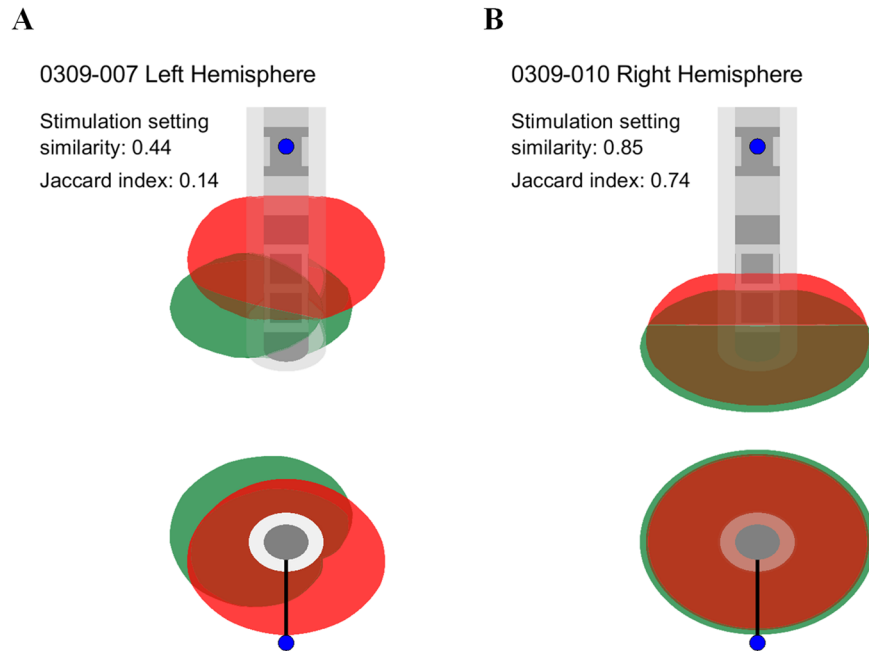 A
0309-007 Left Hemisphere
Stimulation setting
similarity: 0.44
Jaccard index: 0.14
B
0309-010 Right Hemisphere
Stimulation setting
similarity: 0.85
Jaccard index: 0.74